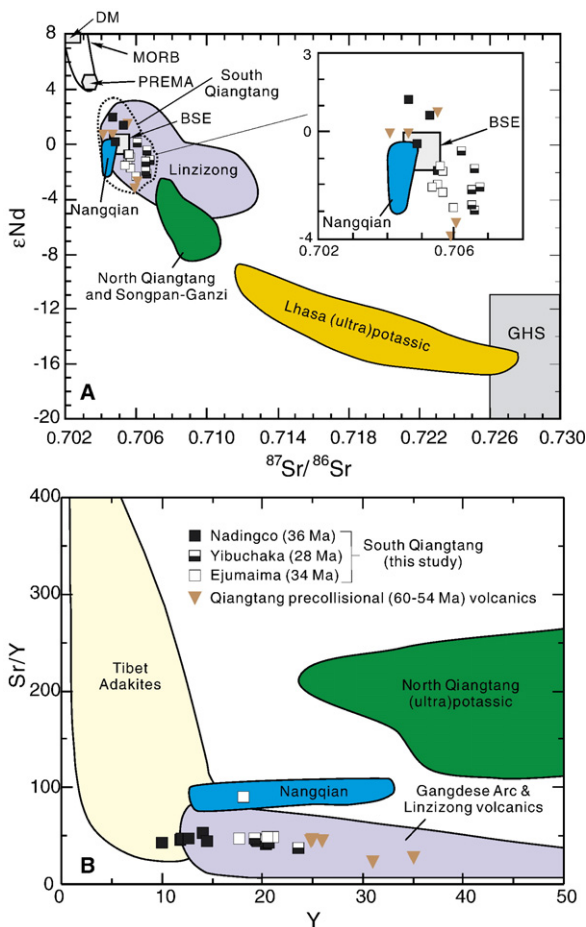 8
4
0
-4
-8
-12
-16
-20
εNd
DM
MORB
PREMA
South
Qiangtang
BSE
Linzizong
Nangqian
North Qiangtang
and Songpan-Ganzi
Lhasa (ultra)potassic
GHS
A
0
-4
BSE
Nangqian
0.702
0.706
0.702
0.706
0.710
0.714
0.718
0.722
0.726
0.730
87Sr/86Sr
400
300
200
100
0
Sr/Y
Nadingco (36 Ma)
Yibuchaka (28 Ma)
Ejumaima (34 Ma)
South Qiangtang
(this study)
Qiangtang precollisional (60-54 Ma) volcanics
Tibet
Adakites
North Qiangtang
(ultra)potassic
Nangqian
Gangdese Arc &
Linzizong volcanics
B
0
10
20
30
40
50
Y